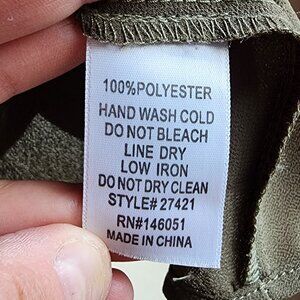 100%POLYESTER
HAND WASH COLD
DO NOT BLEACH
LINE DRY
LOW IRON
DO NOT DRY CLEAN
STYLE# 27421
RN#146051
MADE IN CHINA